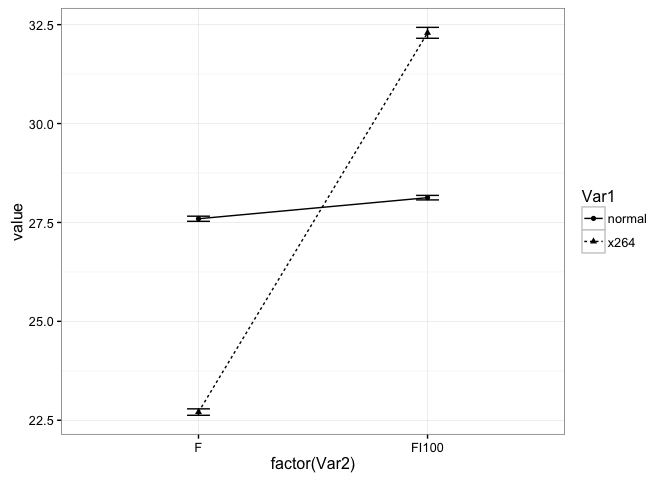 32.5
30.0
27.5
25.0
22.5
value
F
FI100
factor(Var2)
Var1
normal
x264